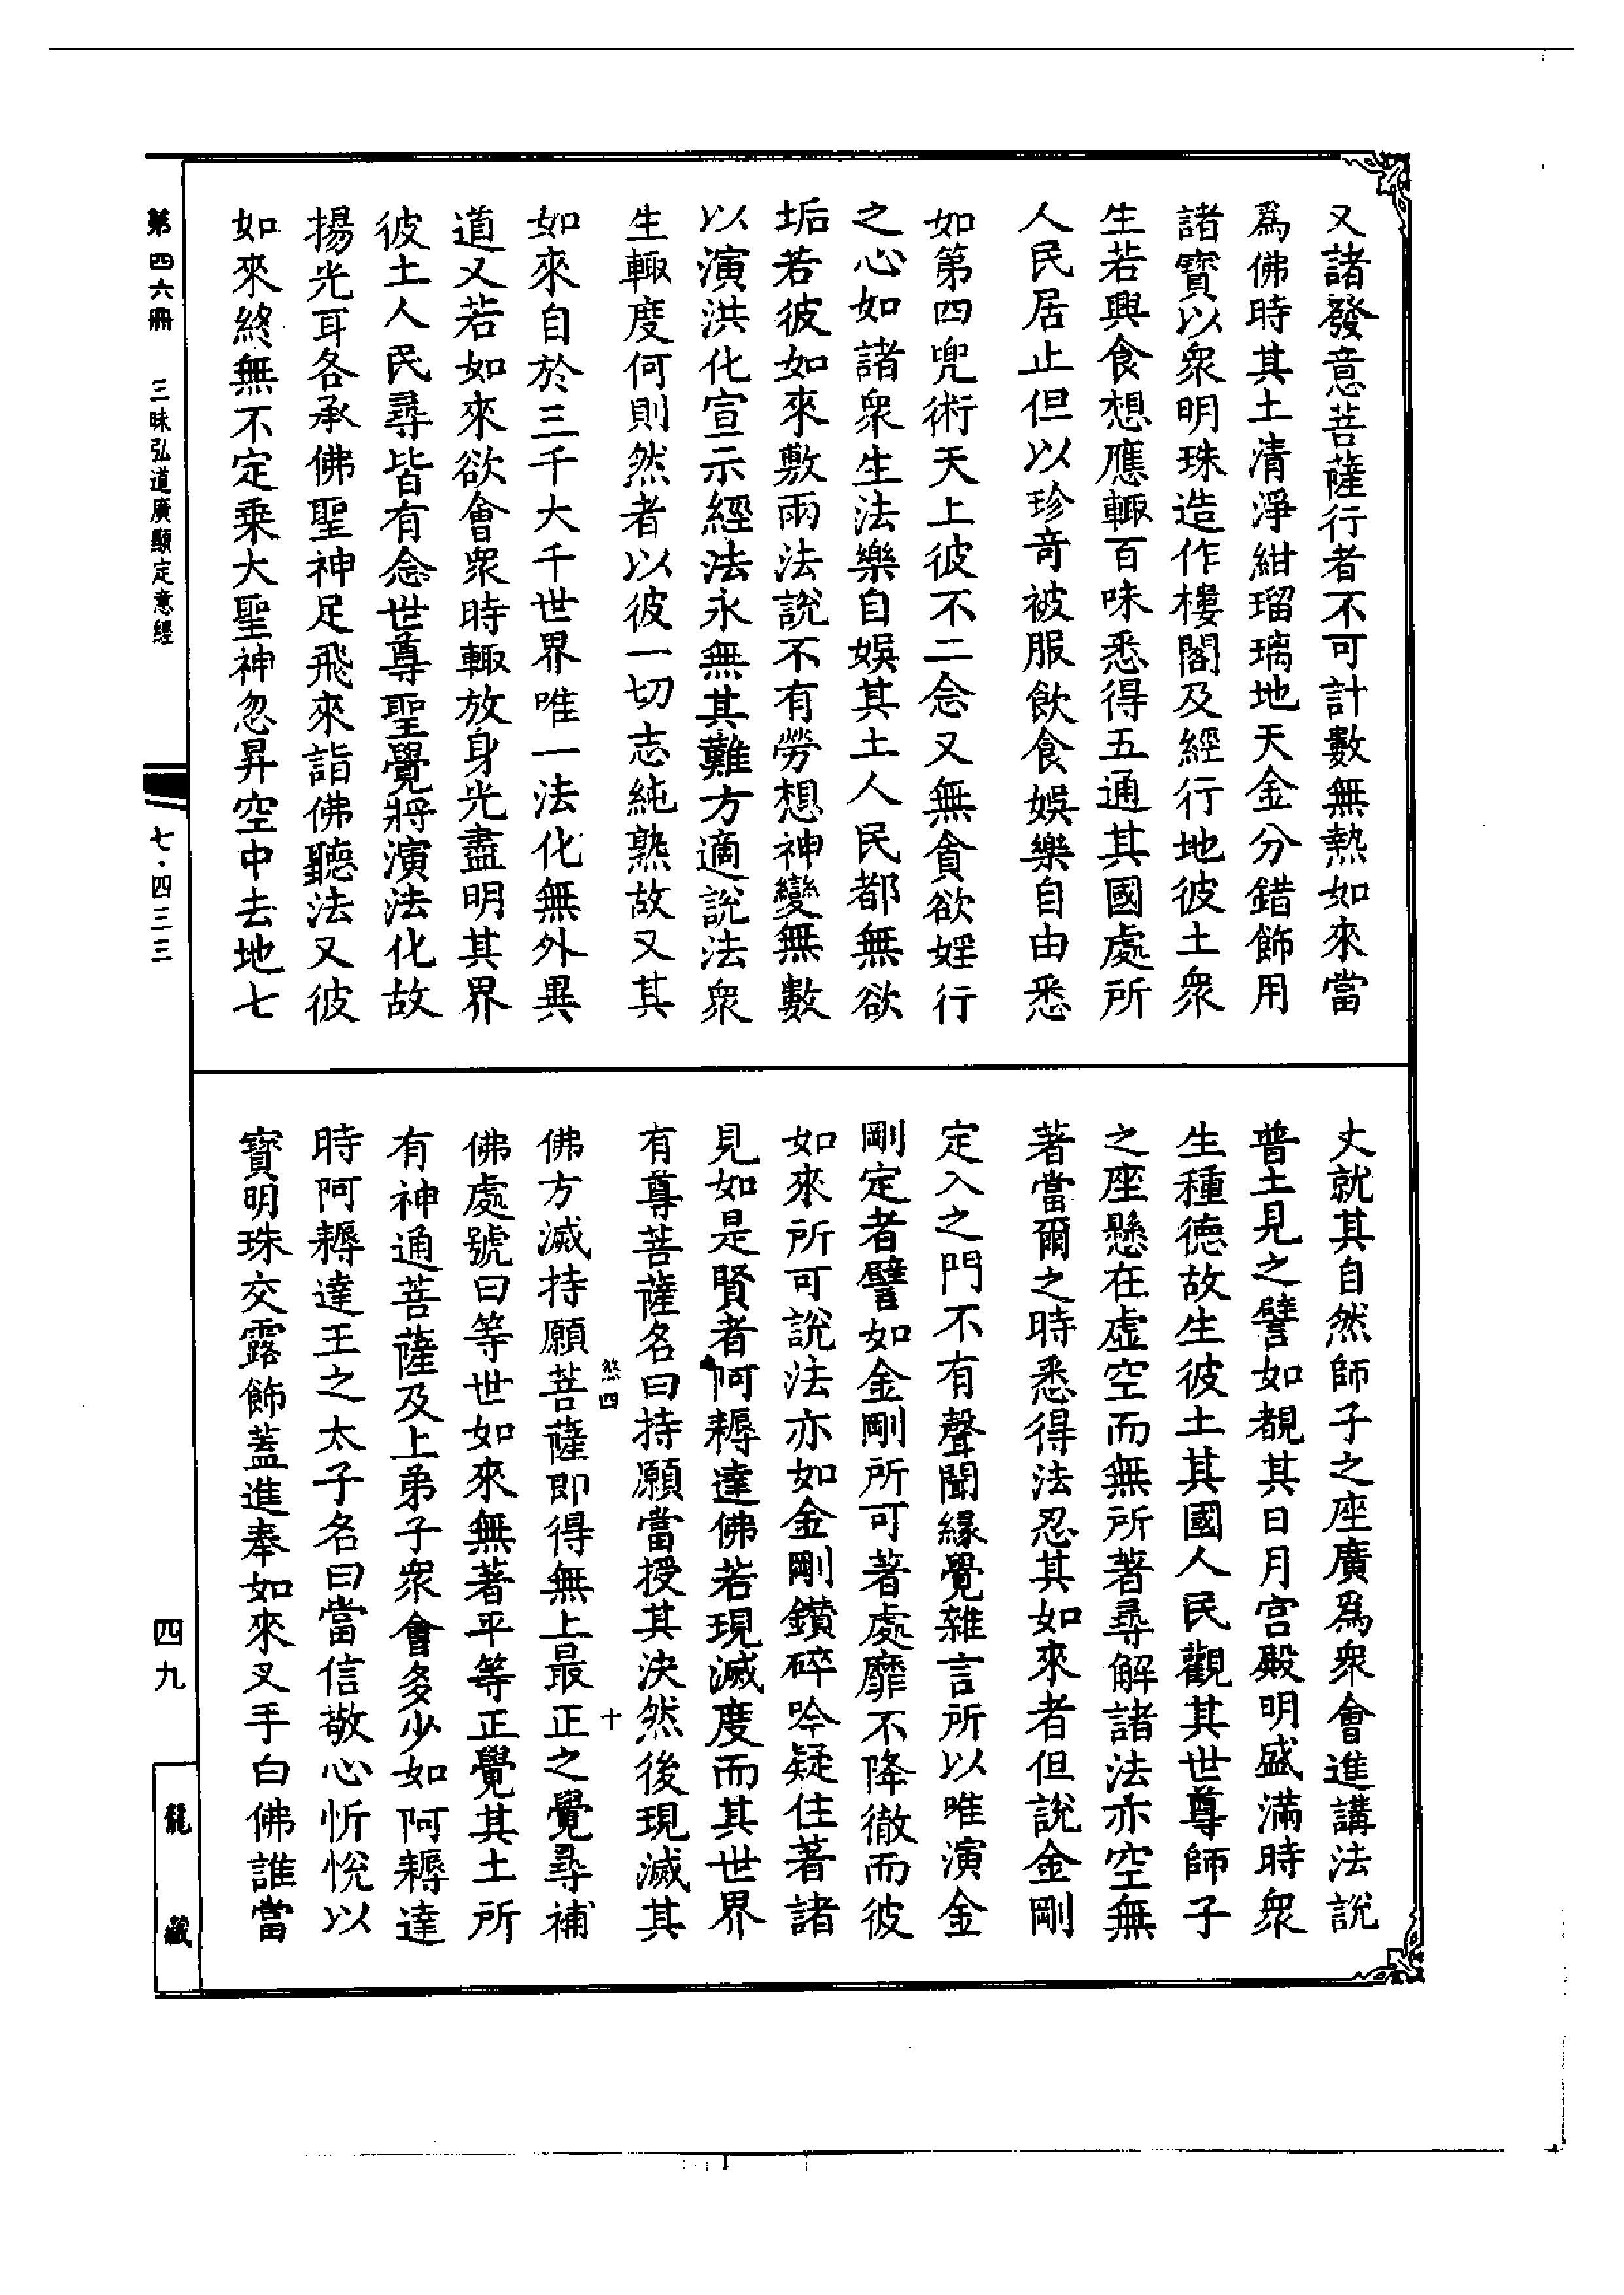 又諸發意菩薩行者不可計數無熱如來當
爲佛時其土清淨紺瑠璃地天金分錯飾用
諸寶以衆明珠造作樓閣及經行地彼土衆
生若興食想應輙百味悉得五通其國處所
人民居止但以珍奇被服飲食娛樂自由悉
如第四兜術天上彼不二念又無貪欲婬行
之心如諸衆生法樂自娛其土人民都無欲
垢若彼如來敷雨法說不有勞想神變無數
以演洪化宣示經法永無其難方適說法衆
生輙度何則然者以彼一切志純熟故又其
如來自於三千大千世界唯一法化無外異
道又若如來欲會衆時輙放身光盡明其界
彼土人民尋皆有念世尊聖覺將演法化故
揚光耳各承佛聖神足飛來詣佛聽法又彼
如來終無不定乘大聖神忽昇空中去地七
丈就其自然師子之座廣爲衆會進講法說
普土見之譬如覩其日月宮殿明盛滿時衆
生種德故生彼土其國人民觀其世尊師子
之座懸在虛空而無所著尋解諸法亦空無
著當爾之時悉得法忍其如來者但說金剛
定入之門不有聲聞緣覺雜言所以唯演金
剛定者譬如金剛所可著處靡不降徹而彼
如來所可說法亦如金剛鑽碎吟疑住著諸
見如是賢者阿耨達佛若現滅度而其世界
有尊菩薩名曰持願當授其決然後現滅其
煞四 十
佛方滅持願菩薩即得無上最正之覺尋補
佛處號曰等世如來無著平等正覺其土所
有神通菩薩及上弟子衆會多少如阿耨達
時阿耨達王之太子名曰當信敬心忻悅以
寶明珠交露飾蓋進奉如來叉手白佛誰當
第四六冊 三昧弘道廣顯定意經
七·四三三
四九
龍藏